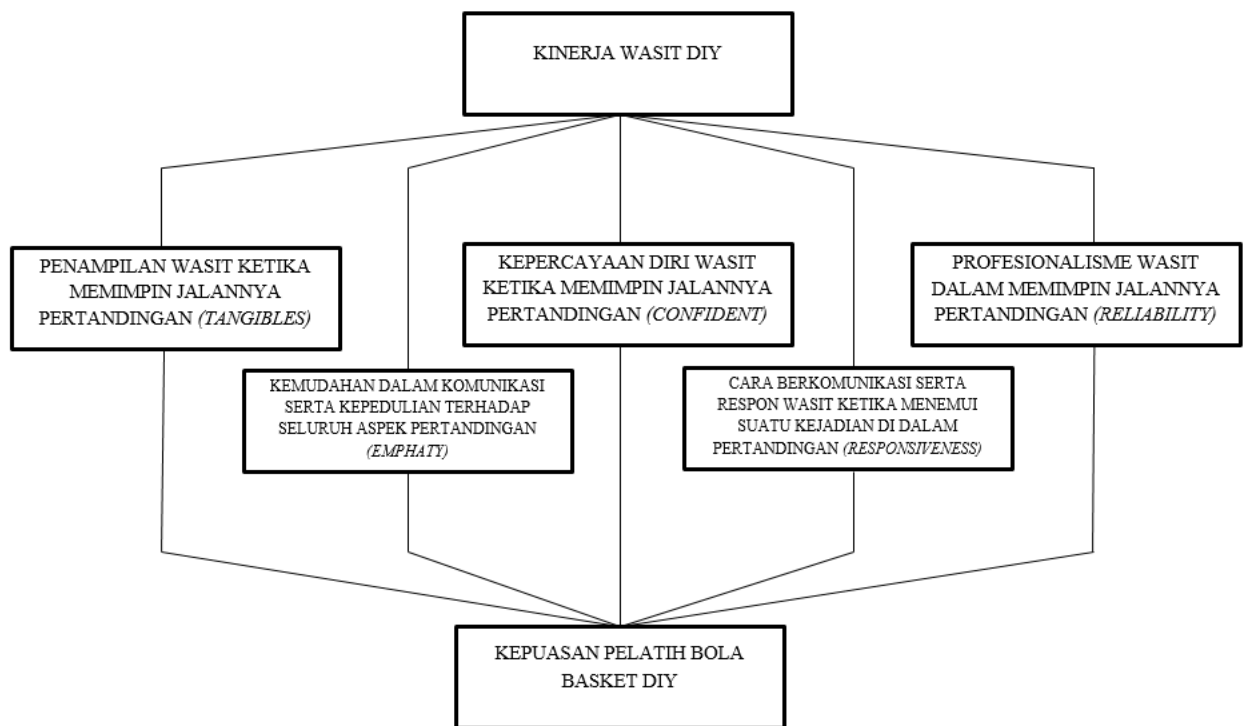 KINERJA WASIT DIY
PENAMPILAN WASIT KETIKA
MEMIMPIN JALANNYA
PERTANDINGAN (TANGIBLES)
KEPERCAYAAN DIRI WASIT
KETIKA MEMIMPIN JALANNYA
PERTANDINGAN (CONFIDENT)
PROFESIONALISME WASIT
DALAM MEMIMPIN JALANNYA
PERTANDINGAN (RELIABILITY)
KEMUDAHAN DALAM KOMUNIKASI
SERTA KEPEDULIAN TERHADAP
SELURUH ASPEK PERTANDINGAN
(EMPHATY)
CARA BERKOMUNIKASI SERTA
RESPON WASIT KETIKA MENEMUI
SUATU KEJADIAN DI DALAM
PERTANDINGAN (RESPONSIVENESS)
KEPUASAN PELATIH BOLA
BASKET DIY